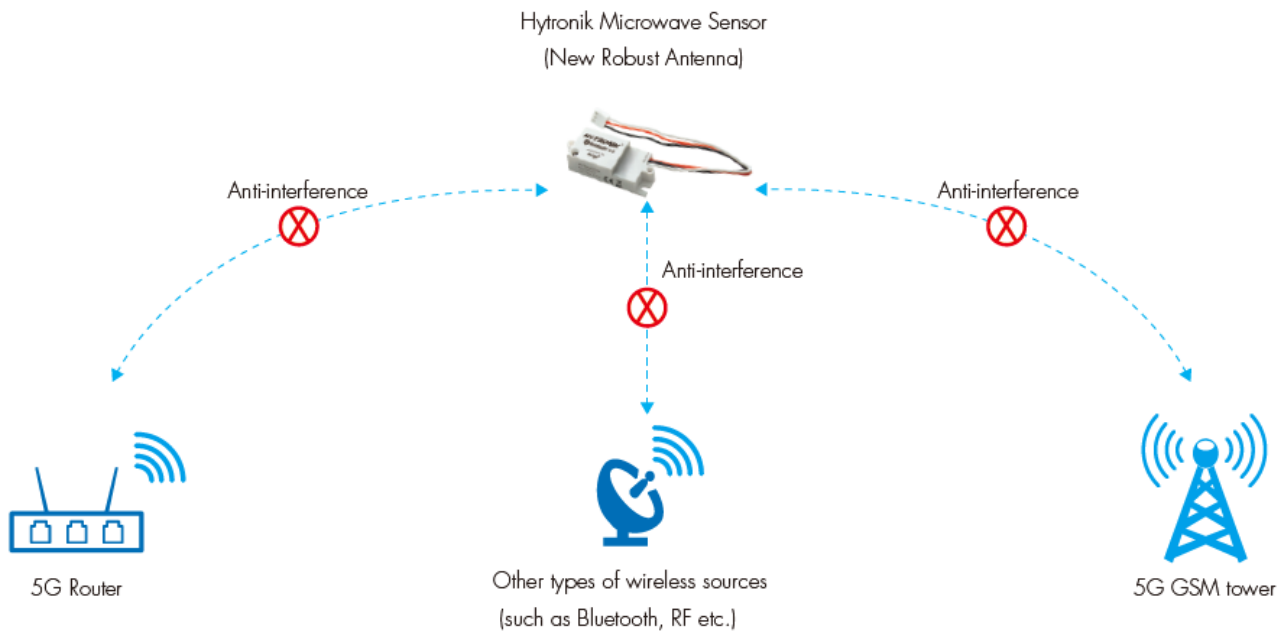 Hytronik Microwave Sensor
(New Robust Antenna)
HYTRONIK
Anti-interference
Anti-interference
Anti-interference
5G Router
Other types of wireless sources
(such as Bluetooth, RF etc.)
5G GSM tower